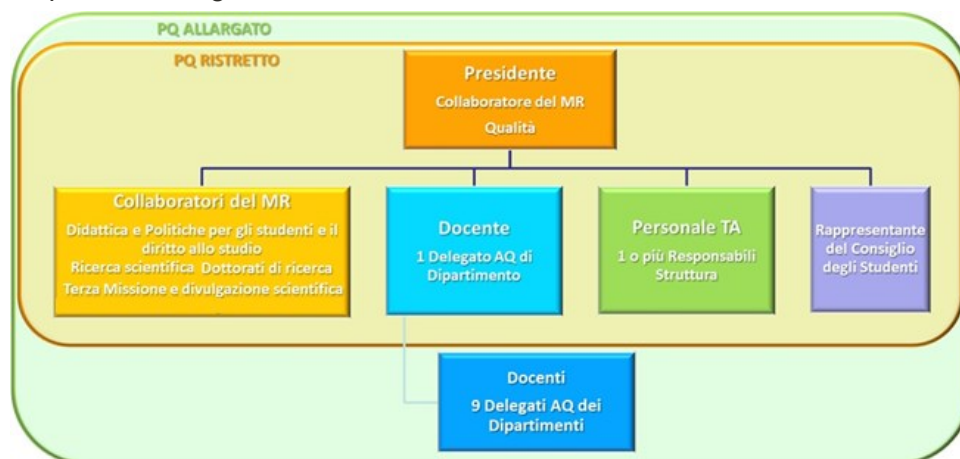 PQ ALLARGATO
PQ RISTRETTO
Presidente
Collaboratore del MR
Qualità
Collaboratori del MR
Didattica e Politiche per gli studenti e il
diritto allo studio
Ricerca scientifica Dottorati di ricerca
Terza Missione e divulgazione scientifica
Docente
1 Delegato AQ di
Dipartimento
Personale TA
1 o più Responsabili
Struttura
Rappresentante
del Consiglio
degli Studenti
Docenti
9 Delegati AQ dei
Dipartimenti